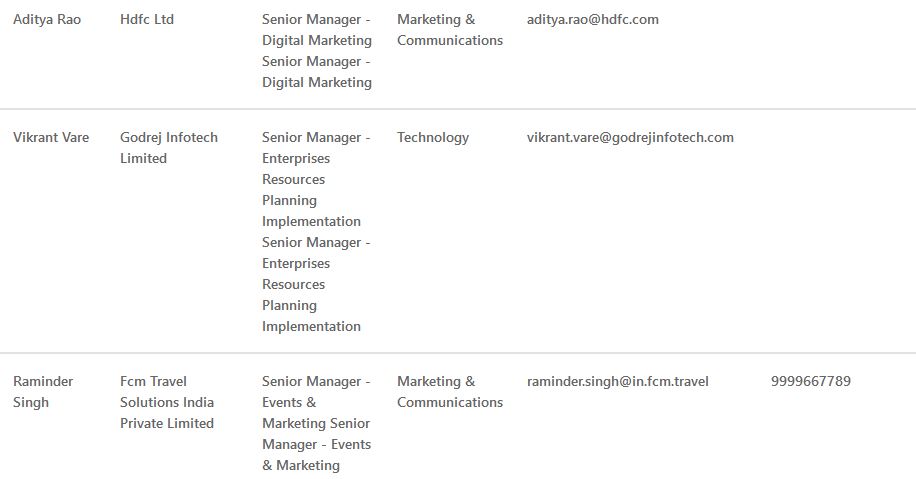 Aditya Rao
Hdfc Ltd
Senior Manager -
Digital Marketing
Senior Manager -
Digital Marketing
Marketing &
Communications
aditya.rao@hdfc.com
Vikrant Vare
Godrej Infotech
Limited
Senior Manager -
Enterprises
Resources
Planning
Implementation
Senior Manager -
Enterprises
Resources
Planning
Implementation
Technology
vikrant.vare@godrejinfotech.com
Raminder
Singh
Fcm Travel
Solutions India
Private Limited
Senior Manager -
Events &
Marketing Senior
Manager - Events
& Marketing
Marketing &
Communications
raminder.singh@in.fcm.travel
9999667789